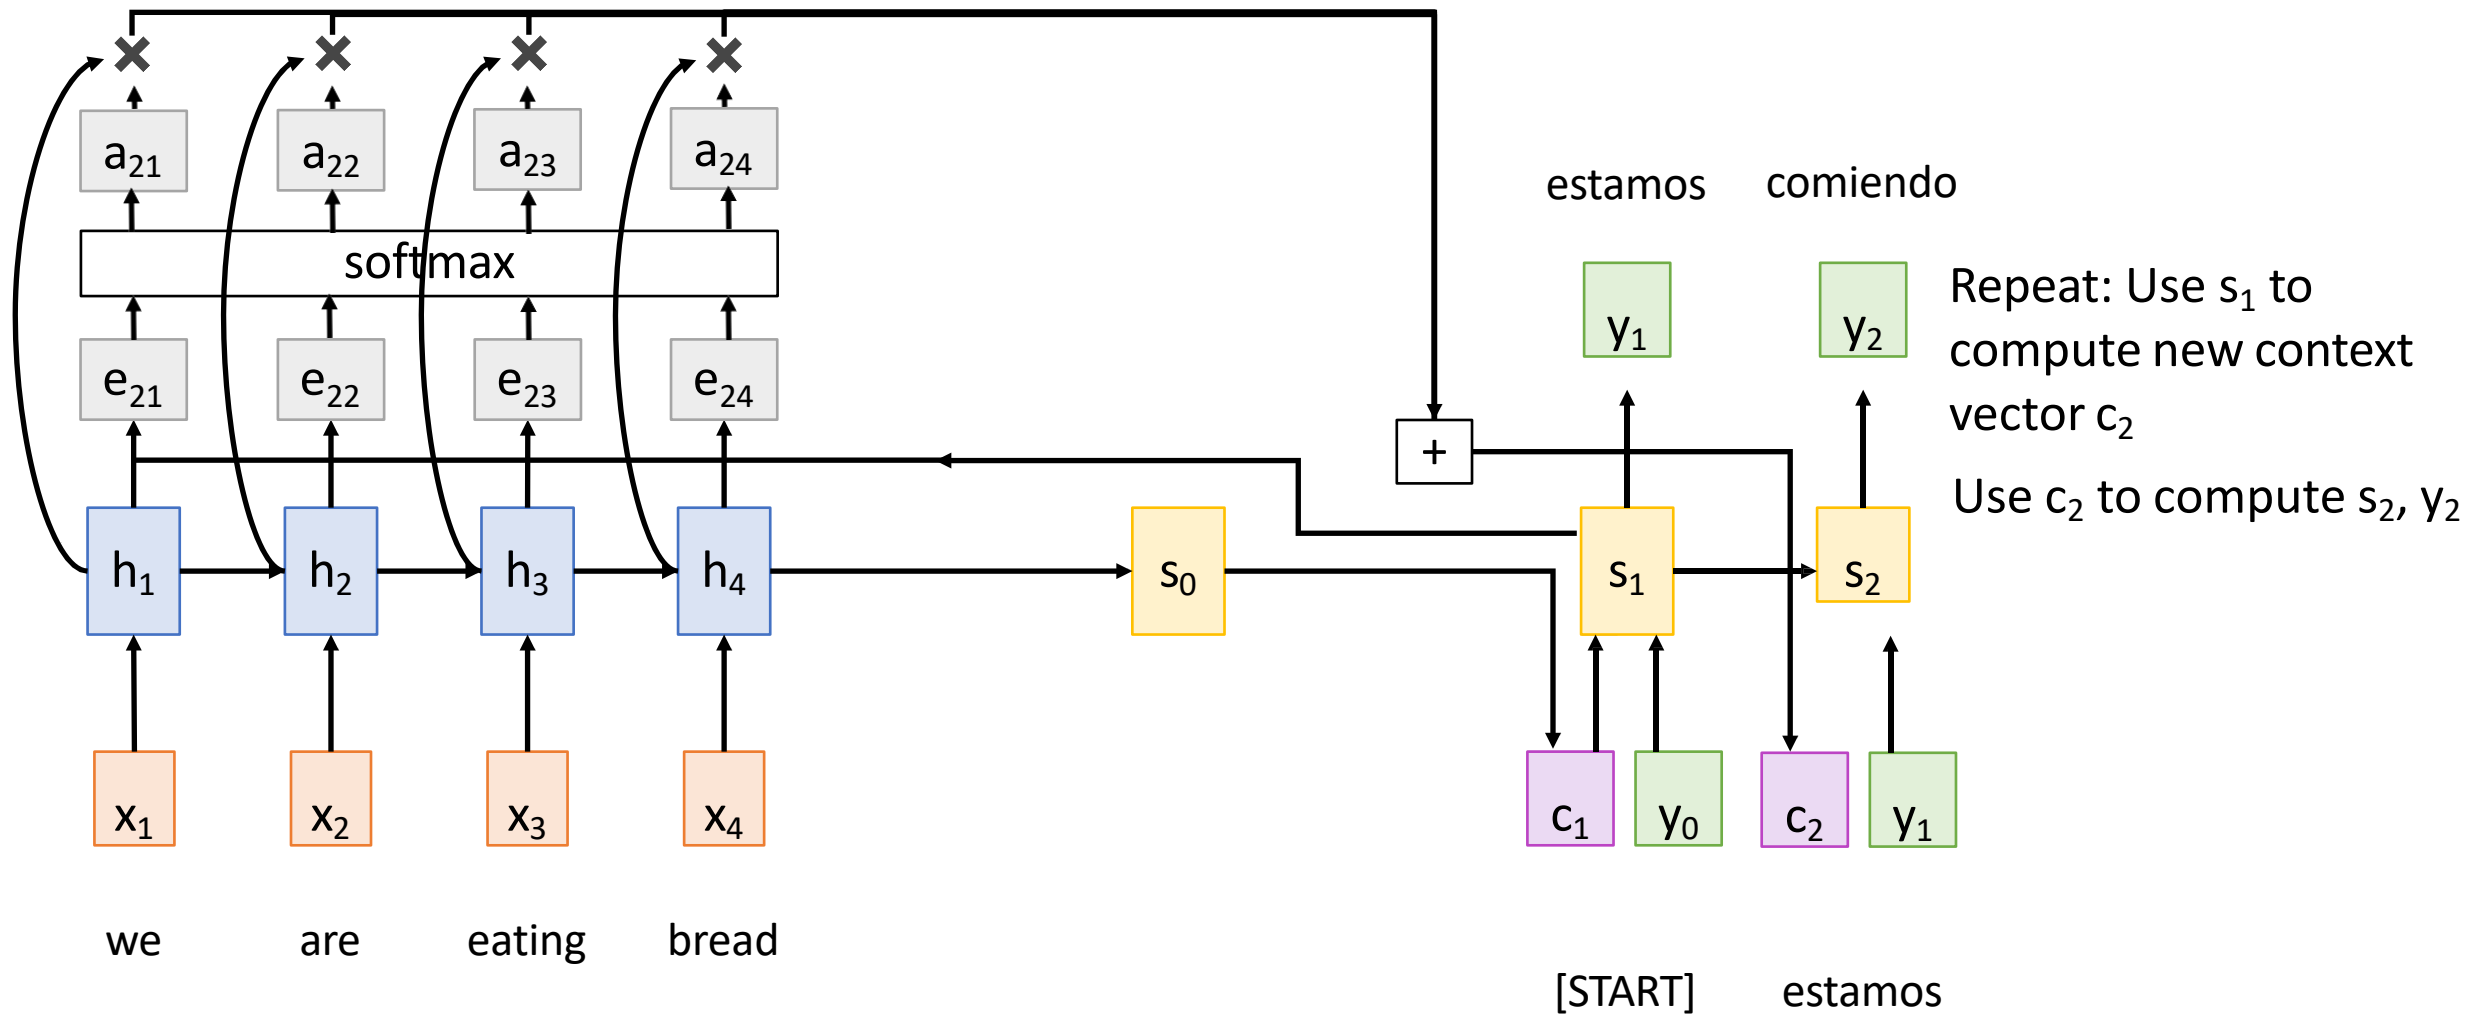 a₂₁ a₂₂ a₂₃ a₂₄
estamos comiendo
softmax
y₁ y₂
Repeat: Use s₁ to
compute new context
vector c₂
e₂₁ e₂₂ e₂₃ e₂₄
+
Use c₂ to compute s₂, y₂
h₁ h₂ h₃ h₄ s₀ s₁ s₂
x₁ x₂ x₃ x₄ c₁ y₀ c₂ y₁
we are eating bread
[START] estamos